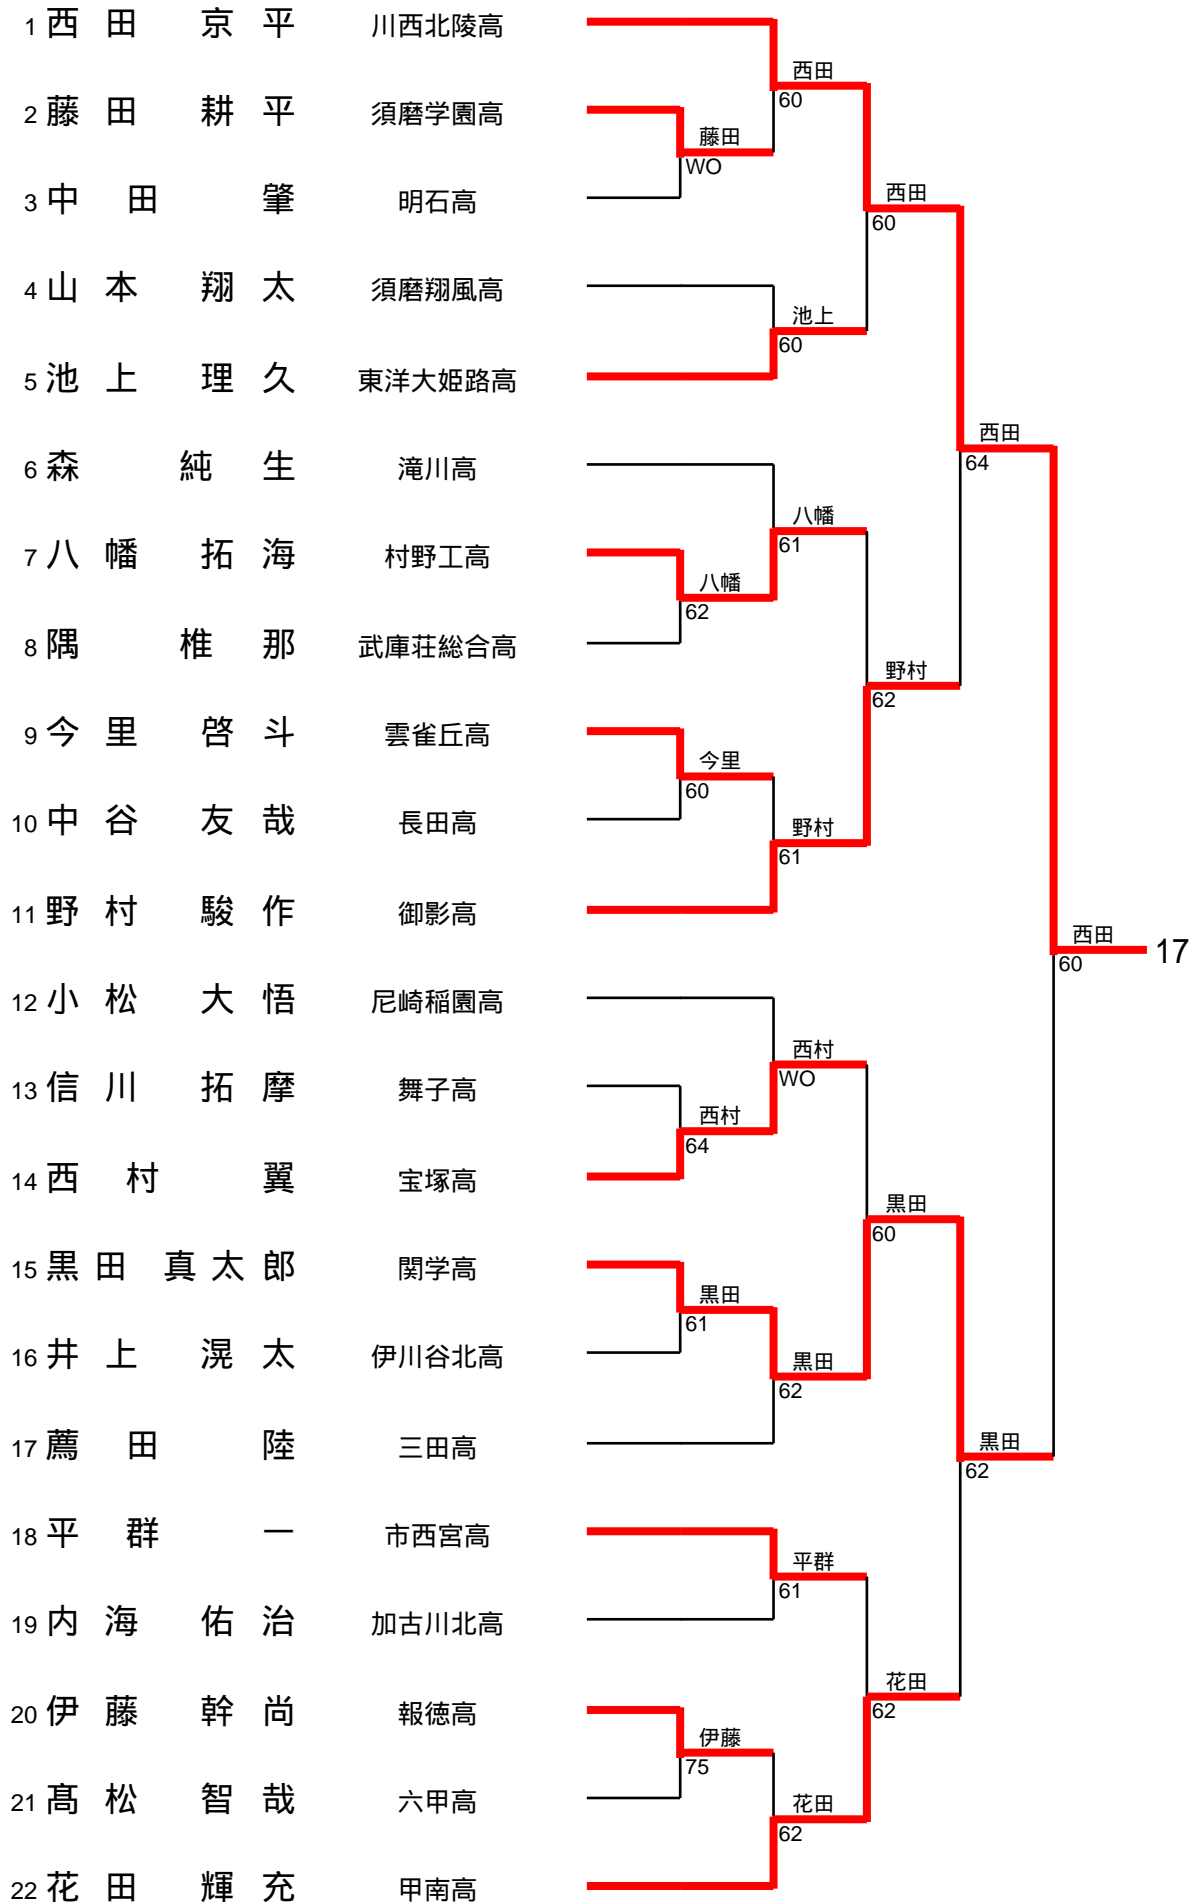 1 西田 京平 川西北陵高
西田
60
2 藤田 耕平 須磨学園高
藤田
WO
3 中田 肇 明石高
西田
60
4 山本 翔太 須磨翔風高
池上
60
5 池上 理久 東洋大姫路高
西田
64
6 森 純生 滝川高
八幡
61
7 八幡 拓海 村野工高
八幡
62
8 隅 椎那 武庫荘総合高
野村
62
9 今里 啓斗 雲雀丘高
今里
60
10 中谷 友哉 長田高
野村
61
11 野村 駿作 御影高
西田
60
17
12 小松 大悟 尼崎稲園高
西村
WO
13 信川 拓摩 舞子高
西村
64
14 西村 翼 宝塚高
黒田
60
15 黒田 真太郎 関学高
黒田
61
16 井上 滉太 伊川谷北高
黒田
62
17 薦田 陸 三田高
黒田
62
18 平群 一 市西宮高
平群
61
19 内海 佑治 加古川北高
花田
62
20 伊藤 幹尚 報徳高
伊藤
75
21 髙松 智哉 六甲高
花田
62
22 花田 輝充 甲南高